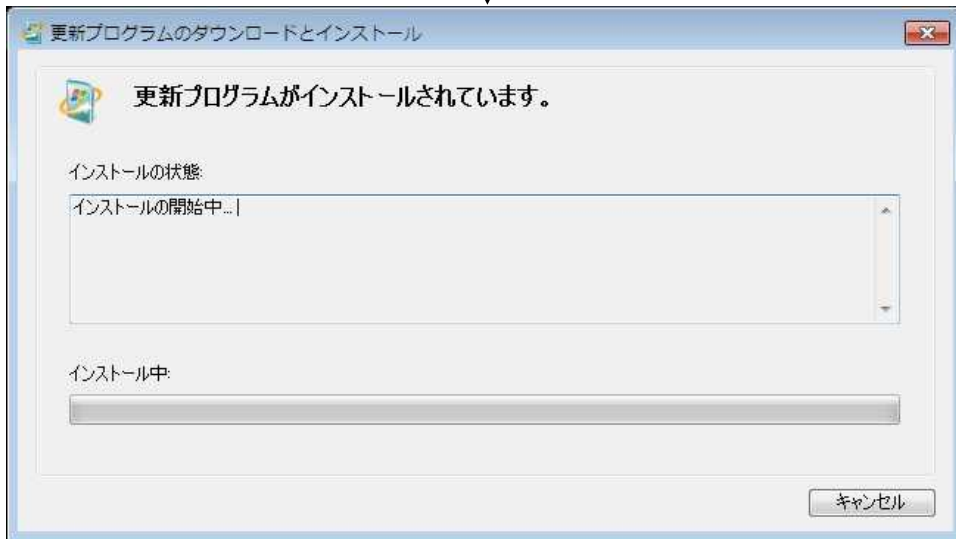 更新プログラムのダウンロードとインストール
更新プログラムがインストールされています。
インストールの状態:
インストールの開始中...
インストール中:
キャンセル